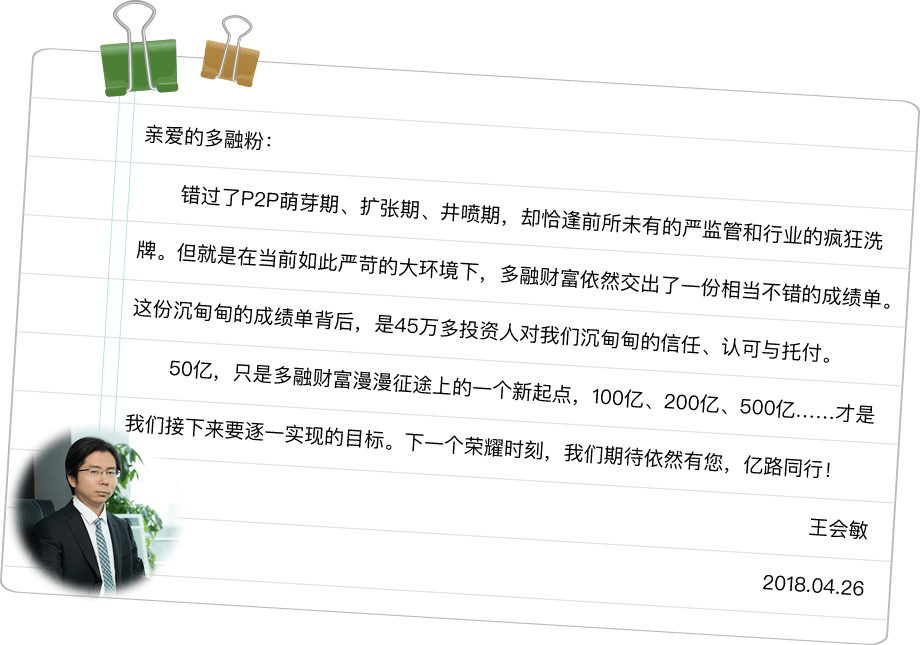 亲爱的多融粉：
错过了P2P萌芽期、扩张期、井喷期，却恰逢前所未有的严监管和行业的疯狂洗
牌。但就是在当前如此严苛的大环境下，多融财富依然交出了一份相当不错的成绩单。
这份沉甸甸的成绩单背后，是45万多投资人对我们沉甸甸的信任、认可与托付。
50亿，只是多融财富漫漫征途上的一个新起点，100亿、200亿、500亿......才是
我们接下来要逐一实现的目标。下一个荣耀时刻，我们期待依然有您，亿路同行！
王会敏
2018.04.26